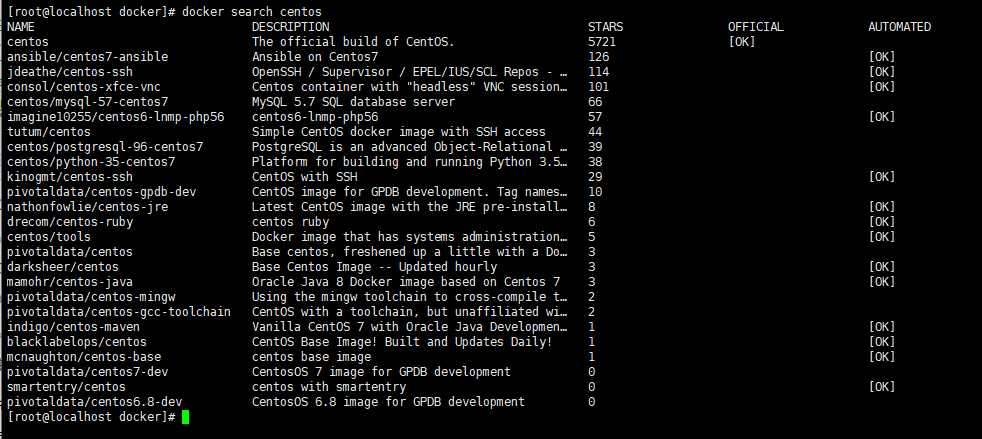 [root@localhost docker]# docker search centos
NAME DESCRIPTION STARS OFFICIAL AUTOMATED
centos The official build of CentOS. 5721 [OK]
ansible/centos7-ansible Ansible on Centos7 126 [OK]
jdeathe/centos-ssh OpenSSH / Supervisor / EPEL/IUS/SCL Repos - … 114 [OK]
consol/centos-xfce-vnc Centos container with "headless" VNC session… 101 [OK]
centos/mysql-57-centos7 MySQL 5.7 SQL database server 66
imagine10255/centos6-lnmp-php56 centos6-lnmp-php56 57 [OK]
tutum/centos Simple CentOS docker image with SSH access 44
centos/postgresql-96-centos7 PostgreSQL is an advanced Object-Relational … 39
centos/python-35-centos7 Platform for building and running Python 3.5… 38
kinogmt/centos-ssh CentOS with SSH 29 [OK]
pivotaldata/centos-gpdb-dev CentOS image for GPDB development. Tag names… 10
nathonfowlie/centos-jre Latest CentOS image with the JRE pre-install… 8 [OK]
drecom/centos-ruby centos ruby 6 [OK]
centos/tools Docker image that has systems administration… 5 [OK]
pivotaldata/centos Base centos, freshened up a little with a Do… 3
darksheer/centos Base Centos Image -- Updated hourly 3 [OK]
mamohr/centos-java Oracle Java 8 Docker image based on Centos 7 3 [OK]
pivotaldata/centos-mingw Using the mingw toolchain to cross-compile t… 2
pivotaldata/centos-gcc-toolchain CentOS with a toolchain, but unaffiliated wi… 2
indigo/centos-maven Vanilla CentOS 7 with Oracle Java Developmen… 1 [OK]
blacklabelops/centos CentOS Base Image! Built and Updates Daily! 1 [OK]
mcnaughton/centos-base centos base image 1 [OK]
pivotaldata/centos7-dev CentosOS 7 image for GPDB development 0
smartentry/centos centos with smartentry 0 [OK]
pivotaldata/centos6.8-dev CentosOS 6.8 image for GPDB development 0
[root@localhost docker]#